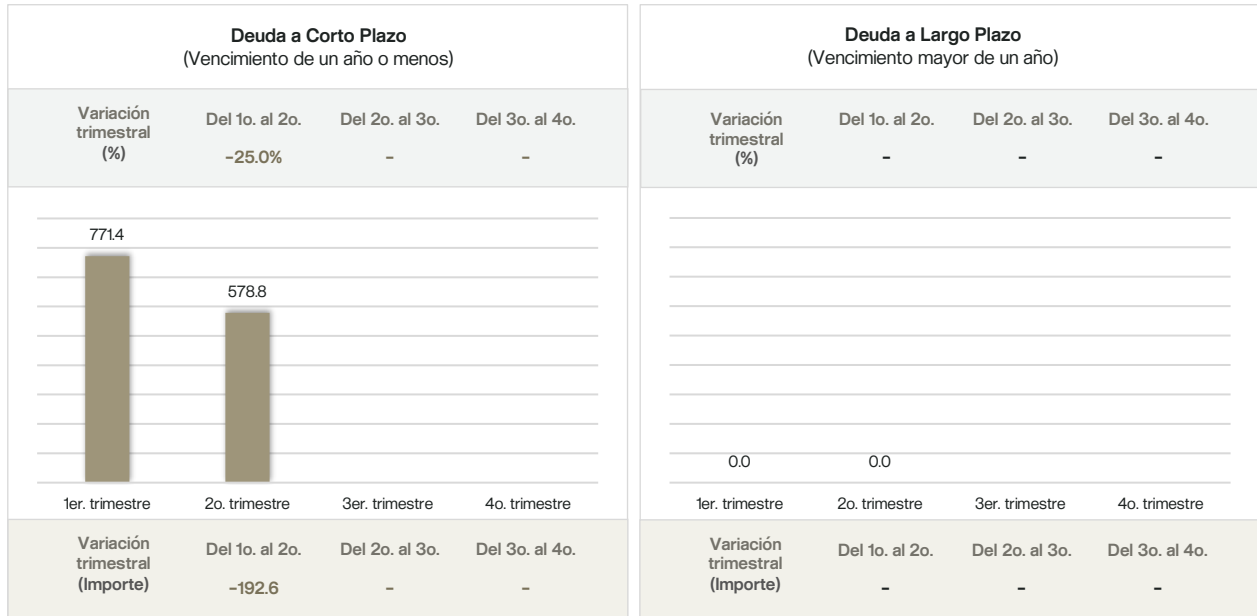 Deuda a Corto Plazo
(Vencimiento de un año o menos)
Variación
trimestral
(%)
Del 1o. al 2o.
Del 2o. al 3o.
Del 3o. al 4o.
-25.0%
-
-
771.4
578.8
1er. trimestre
2o. trimestre
3er. trimestre
4o. trimestre
Variación
trimestral
(Importe)
Del 1o. al 2o.
Del 2o. al 3o.
Del 3o. al 4o.
-192.6
-
-
Deuda a Largo Plazo
(Vencimiento mayor de un año)
Variación
trimestral
(%)
Del 1o. al 2o.
Del 2o. al 3o.
Del 3o. al 4o.
-
-
-
0.0
0.0
1er. trimestre
2o. trimestre
3er. trimestre
4o. trimestre
Variación
trimestral
(Importe)
Del 1o. al 2o.
Del 2o. al 3o.
Del 3o. al 4o.
-
-
-